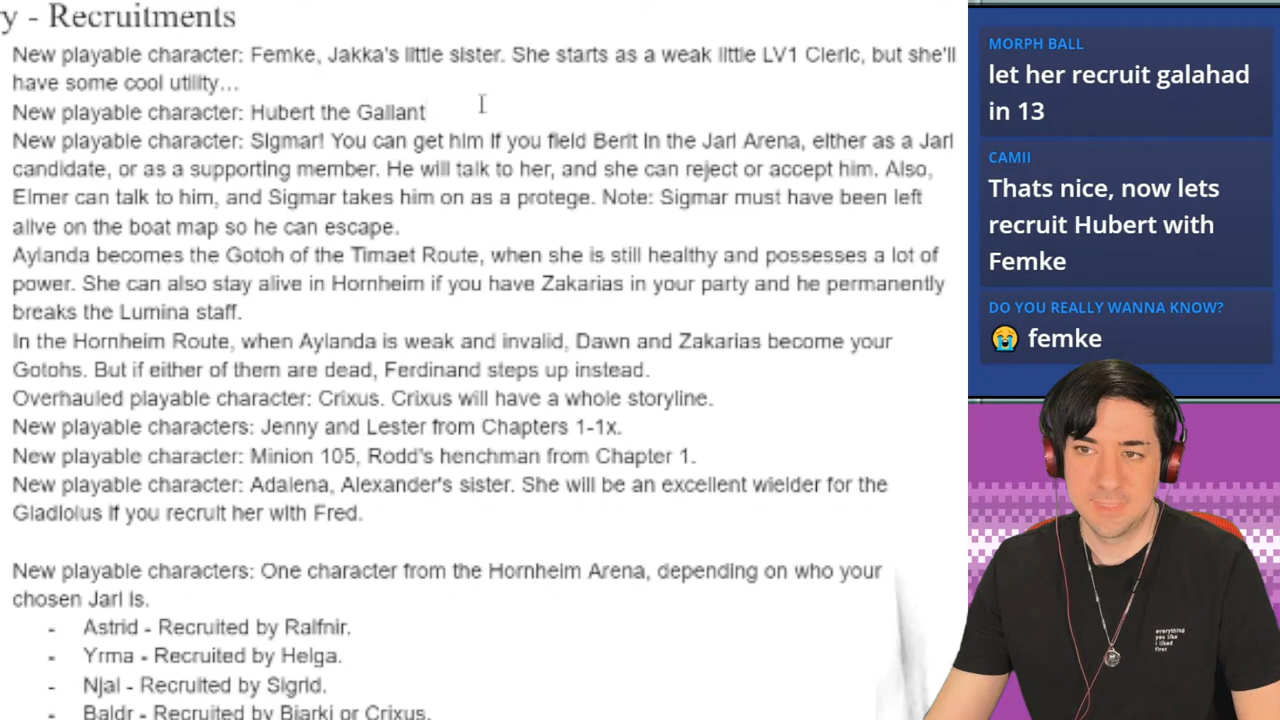 y - Recruitments
New playable character: Femke, Jakka's little sister. She starts as a weak little LV1 Cleric, but she'll
have some cool utility...
New playable character: Hubert the Gallant
New playable character: Sigmar! You can get him if you field Berit in the Jarl Arena, either as a Jarl
candidate, or as a supporting member. He will talk to her, and she can reject or accept him. Also,
Elmer can talk to him, and Sigmar takes him on as a protege. Note: Sigmar must have been left
alive on the boat map so he can escape.
Aylanda becomes the Gotoh of the Timaet Route, when she is still healthy and possesses a lot of
power. She can also stay alive in Hornheim if you have Zakarias in your party and he permanently
breaks the Lumina staff.
In the Hornheim Route, when Aylanda is weak and invalid, Dawn and Zakarias become your
Gotohs. But if either of them are dead, Ferdinand steps up instead.
Overhauled playable character: Crixus. Crixus will have a whole storyline.
New playable characters: Jenny and Lester from Chapters 1-1x.
New playable character: Minion 105, Rodd's henchman from Chapter 1.
New playable character: Adalena, Alexander's sister. She will be an excellent wielder for the
Gladiolus if you recruit her with Fred.
New playable characters: One character from the Hornheim Arena, depending on who your
chosen Jarl is.
- Astrid - Recruited by Ralfnir.
- Yrma - Recruited by Helga.
- Njal - Recruited by Sigrid.
- Baldr - Recruited by Bjarki or Crixus.
MORPH BALL
let her recruit galahad
in 13
CAMII
Thats nice, now lets
recruit Hubert with
Femke
DO YOU REALLY WANNA KNOW?
😭 femke
everything
you like
i liked
first